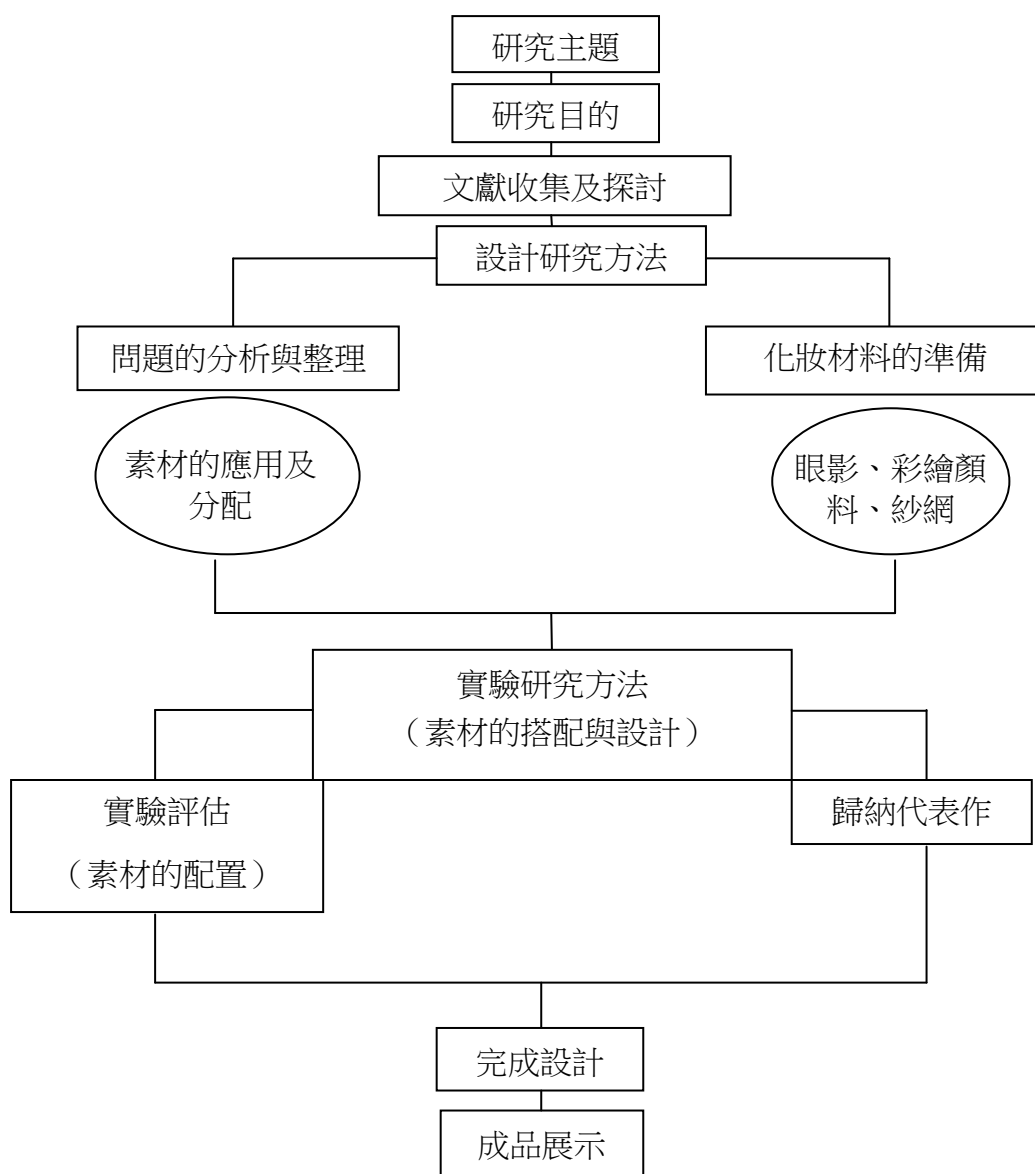 研究主題
研究目的
文獻收集及探討
設計研究方法
問題的分析與整理
化妝材料的準備
素材的應用及
分配
眼影、彩繪顏
料、紗網
實驗研究方法
（素材的搭配與設計）
實驗評估
（素材的配置）
歸納代表作
完成設計
成品展示